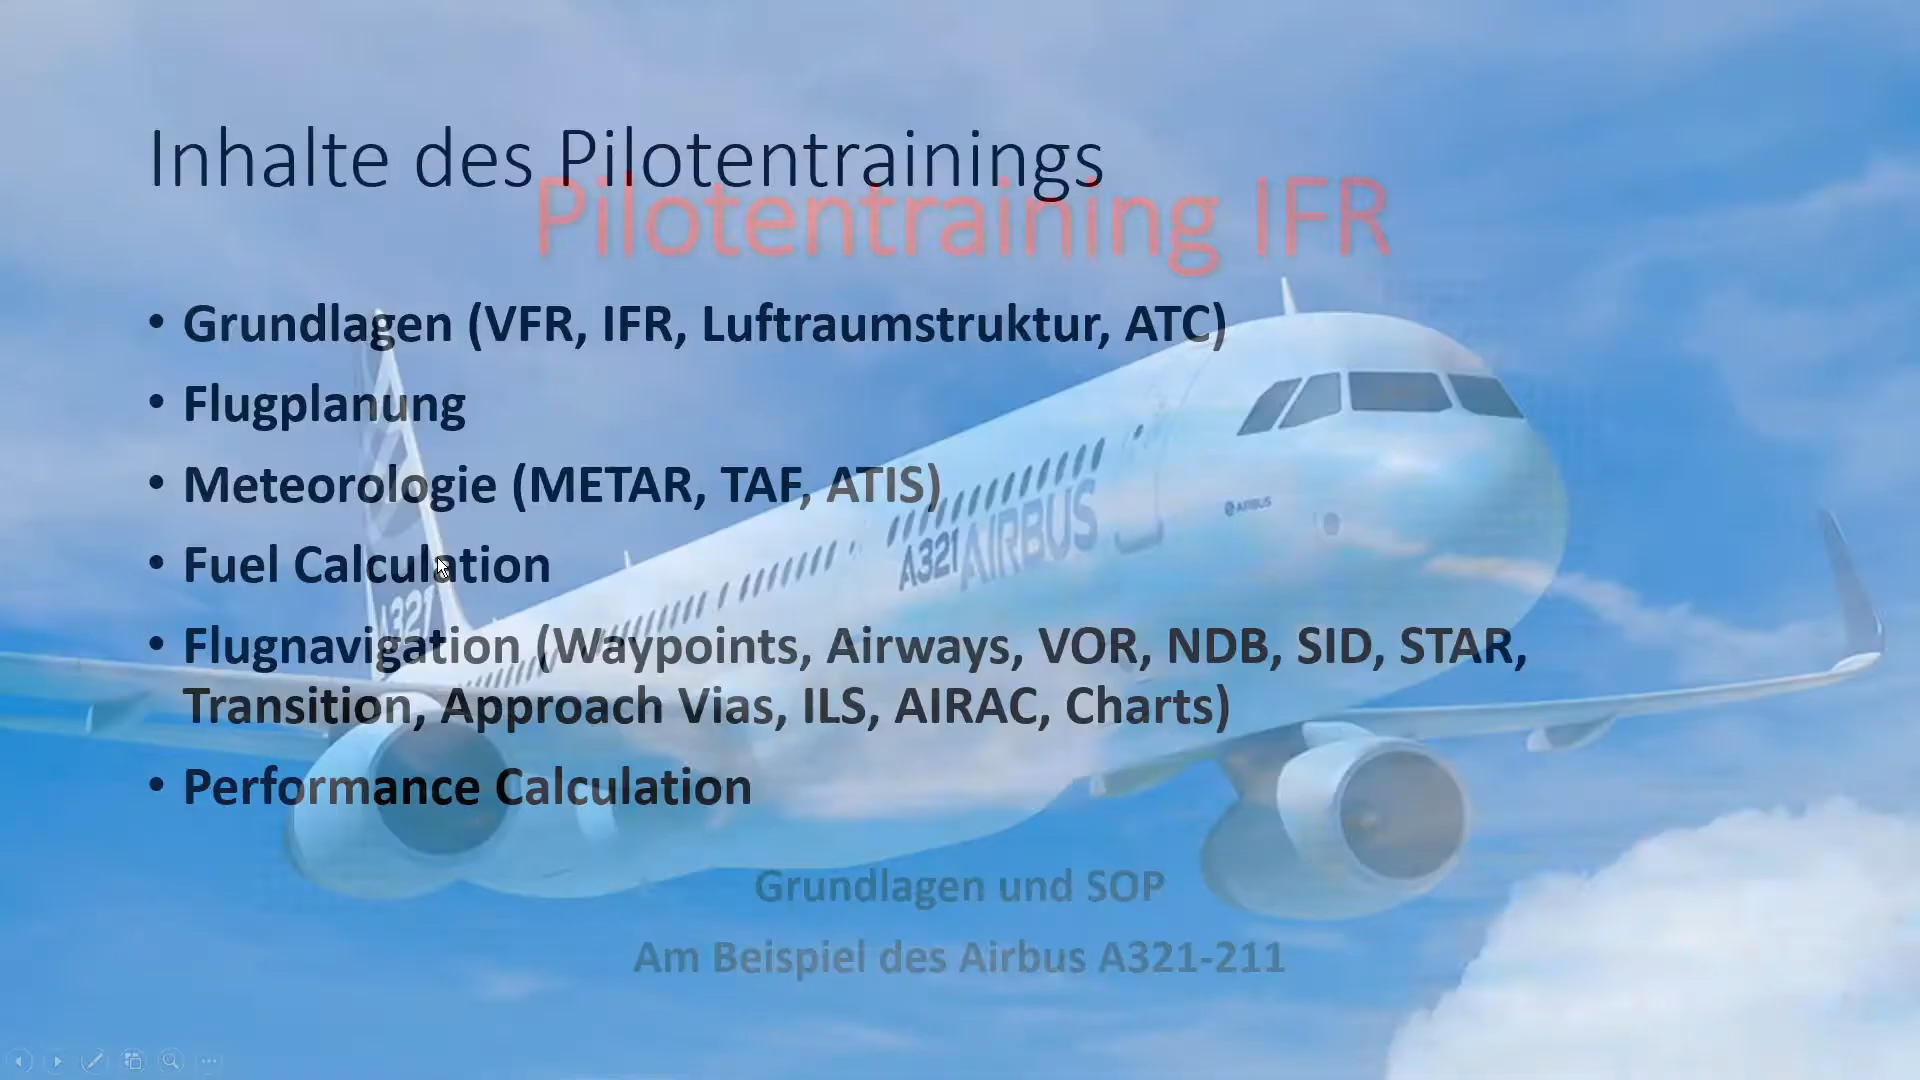 Inhalte des Pilotentrainings
Pilotentraining IFR
• Grundlagen (VFR, IFR, Luftraumstruktur, ATC)
• Flugplanung
• Meteorologie (METAR, TAF, ATIS)
• Fuel Calculation
• Flugnavigation (Waypoints, Airways, VOR, NDB, SID, STAR,
Transition, Approach Vias, ILS, AIRAC, Charts)
• Performance Calculation
A321 AIRBUS
AIRBUS
A321
Grundlagen und SOP
Am Beispiel des Airbus A321-211